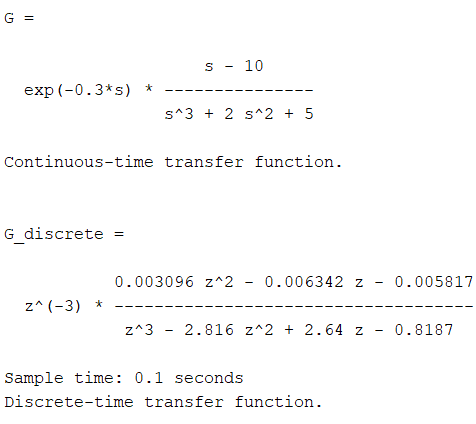 G =
s - 10
exp(-0.3*s) * ---------------
s^3 + 2 s^2 + 5
Continuous-time transfer function.
G_discrete =
0.003096 z^2 - 0.006342 z - 0.005817
z^(-3) * ------------------------------------
z^3 - 2.816 z^2 + 2.64 z - 0.8187
Sample time: 0.1 seconds
Discrete-time transfer function.